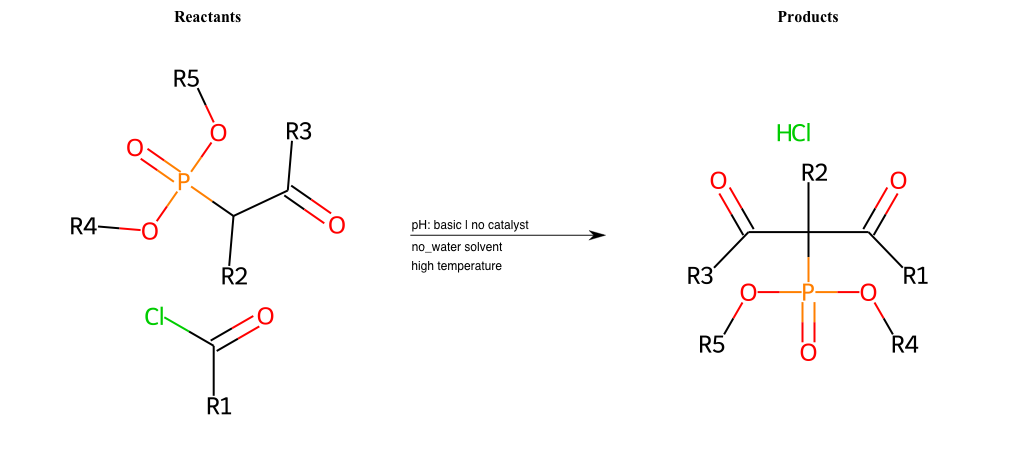 Reactants
Products
R5
O
O
R3
P
R4
O
O
R2
Cl
O
R1
pH: basic | no catalyst
no_water solvent
high temperature
HCl
R2
O
O
R3
R1
O
P
O
R5
O
R4